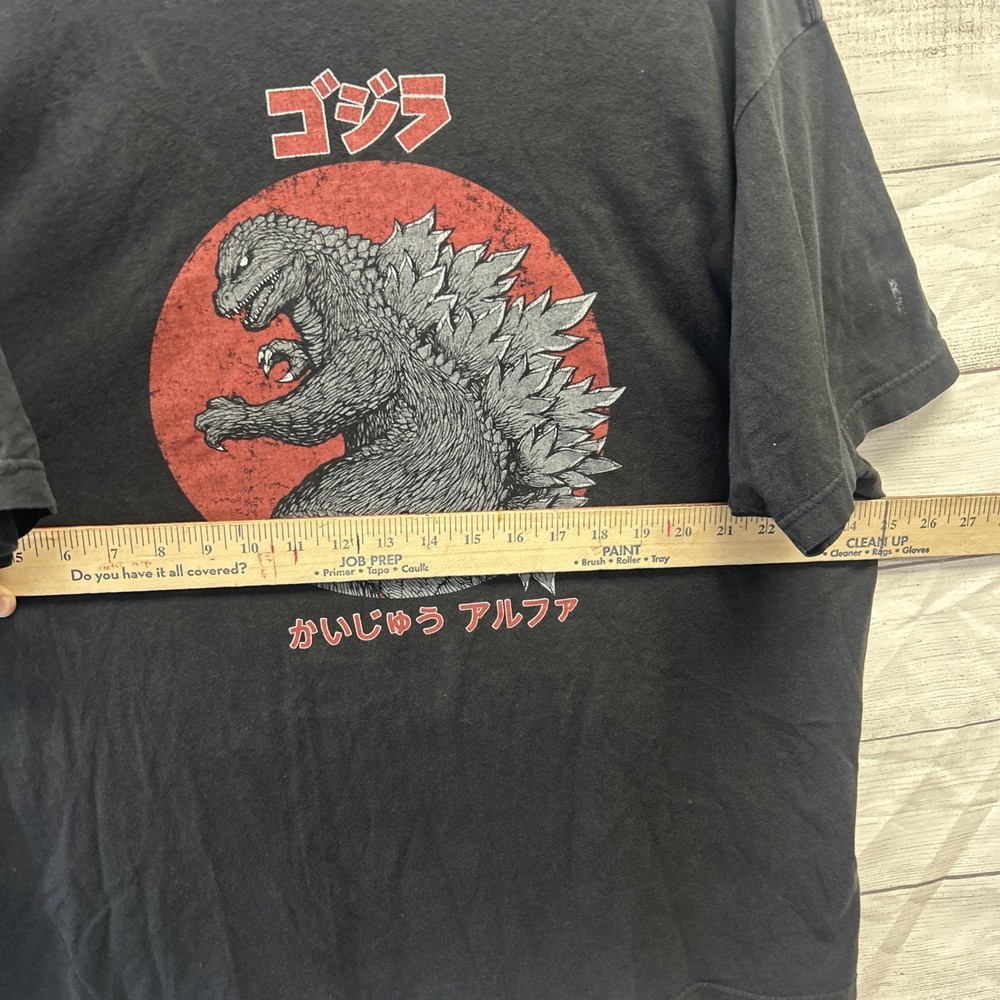 ゴジラ
5 6 7 8 9 10 11 12 13 14 15 16 17 18 19 20 21 22 24 25 26 27
Do you have it all covered?
JOB PREP
• Primer • Tape • Caulk
PAINT
• Brush • Roller • Tray
CLEAN UP
• Cleaner • Rags • Gloves
かいじゅう アルファ